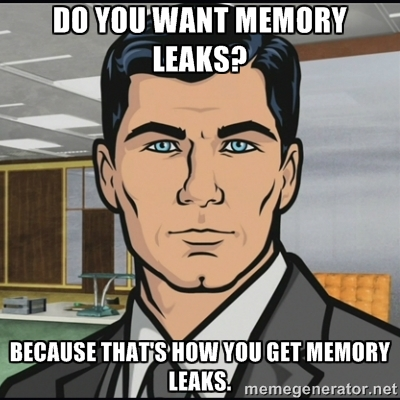 DO YOU WANT MEMORY
LEAKS?
BECAUSE THAT'S HOW YOU GET MEMORY
LEAKS.
memegenerator.net